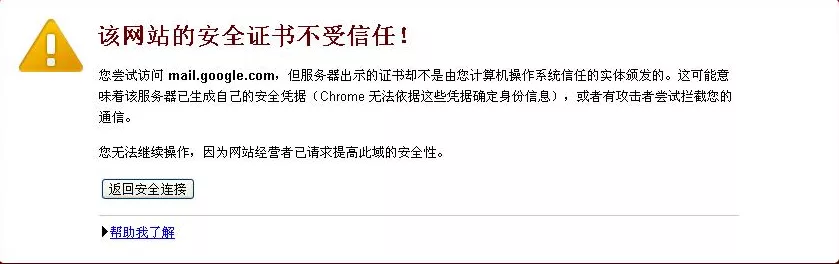 该网站的安全证书不受信任！
您尝试访问 mail.google.com，但服务器出示的证书却不是由您计算机操作系统信任的实体颁发的。这可能意
味着该服务器已生成自己的安全凭据（Chrome 无法依据这些凭据确定身份信息），或者有攻击者尝试拦截您的
通信。
您无法继续操作，因为网站经营者已请求提高此域的安全性。
返回安全连接
帮助我了解